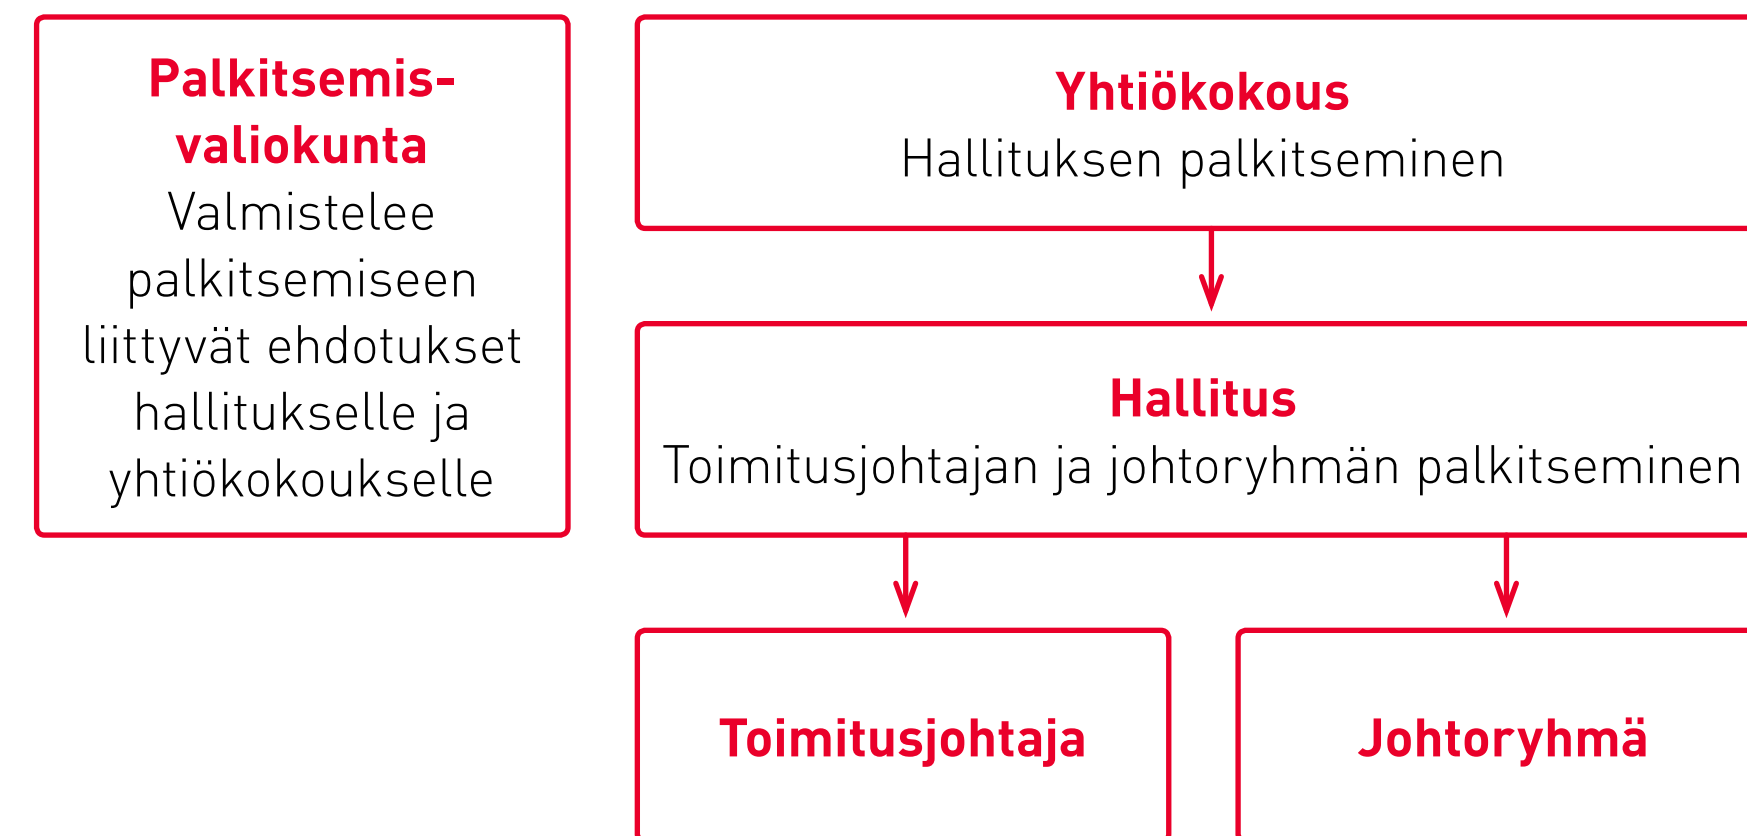 Palkitsemis-
valiokunta
Valmistelee
palkitsemiseen
liittyvät ehdotukset
hallitukselle ja
yhtiökokoukselle
Yhtiökokous
Hallituksen palkitseminen
Hallitus
Toimitusjohtajan ja johtoryhmän palkitseminen
Toimitusjohtaja
Johtoryhmä